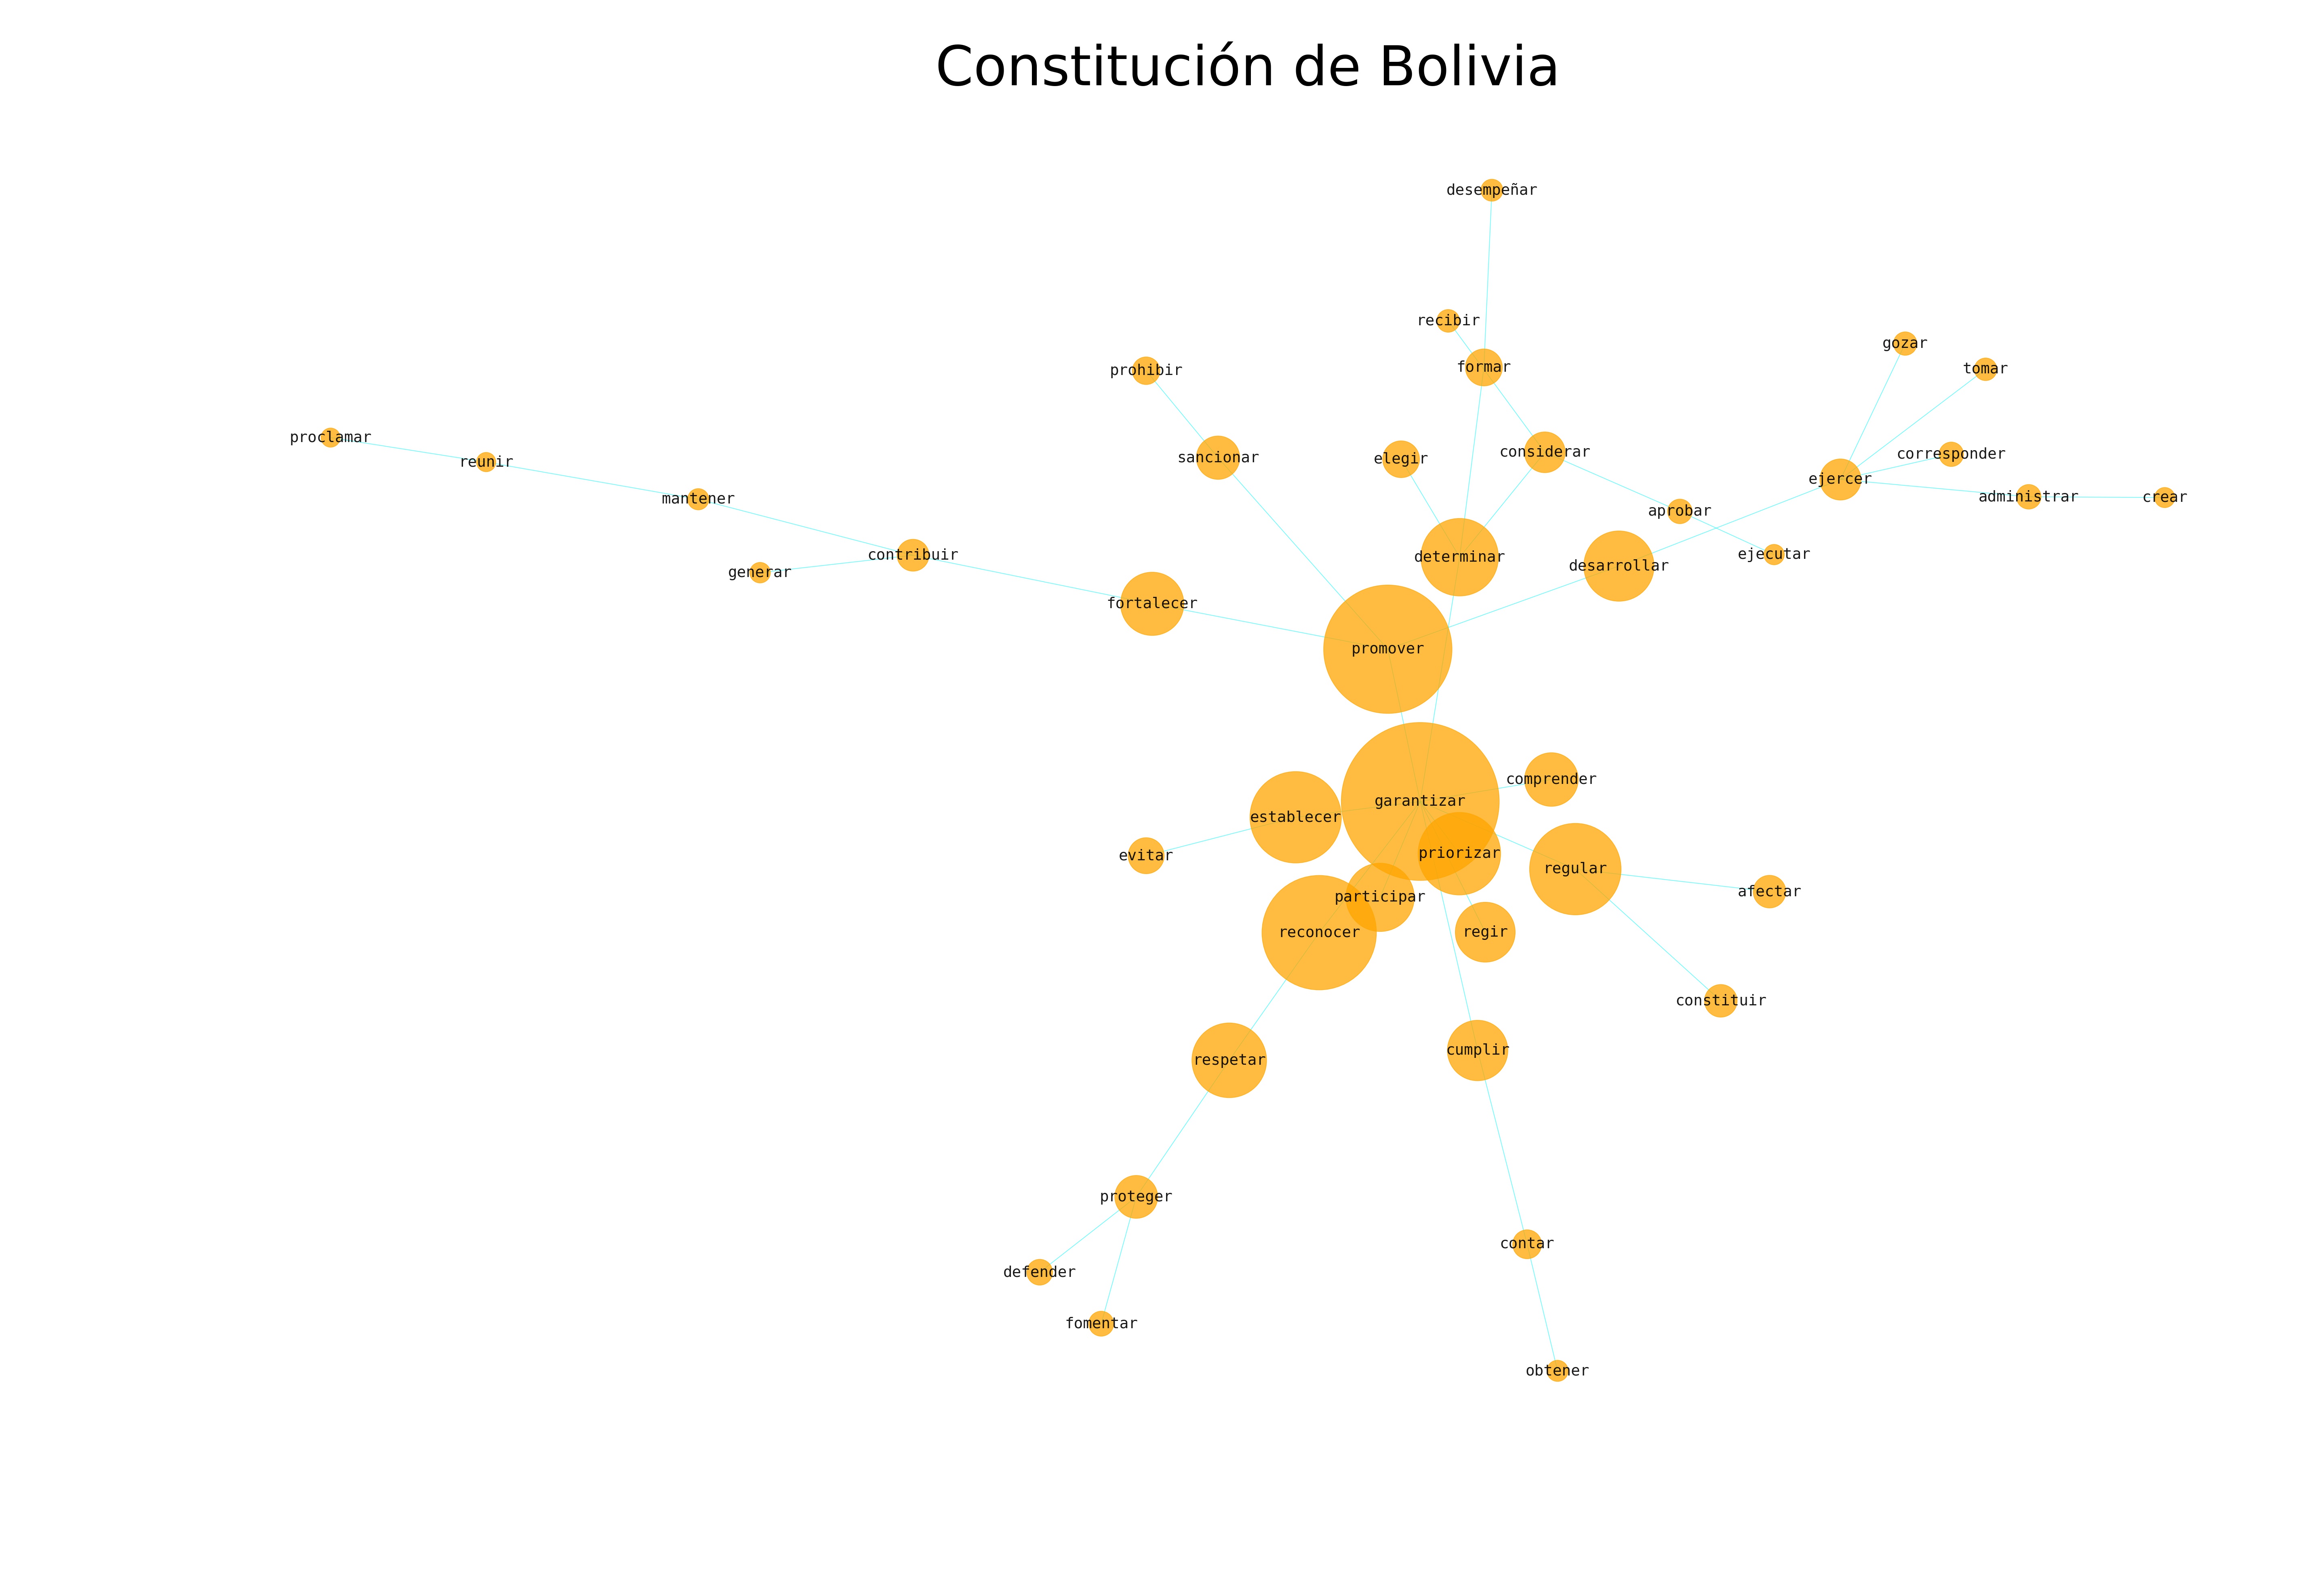 Constitución de Bolivia
desempeñar
recibir
gozar
formar
tomar
prohibir
proclamar
considerar
corresponder
sancionar
elegir
reunir
ejercer
administrar
crear
mantener
aprobar
ejecutar
contribuir
determinar
desarrollar
generar
fortalecer
promover
comprender
garantizar
establecer
priorizar
evitar
regular
afectar
participar
reconocer
regir
constituir
cumplir
respetar
proteger
contar
defender
fomentar
obtener